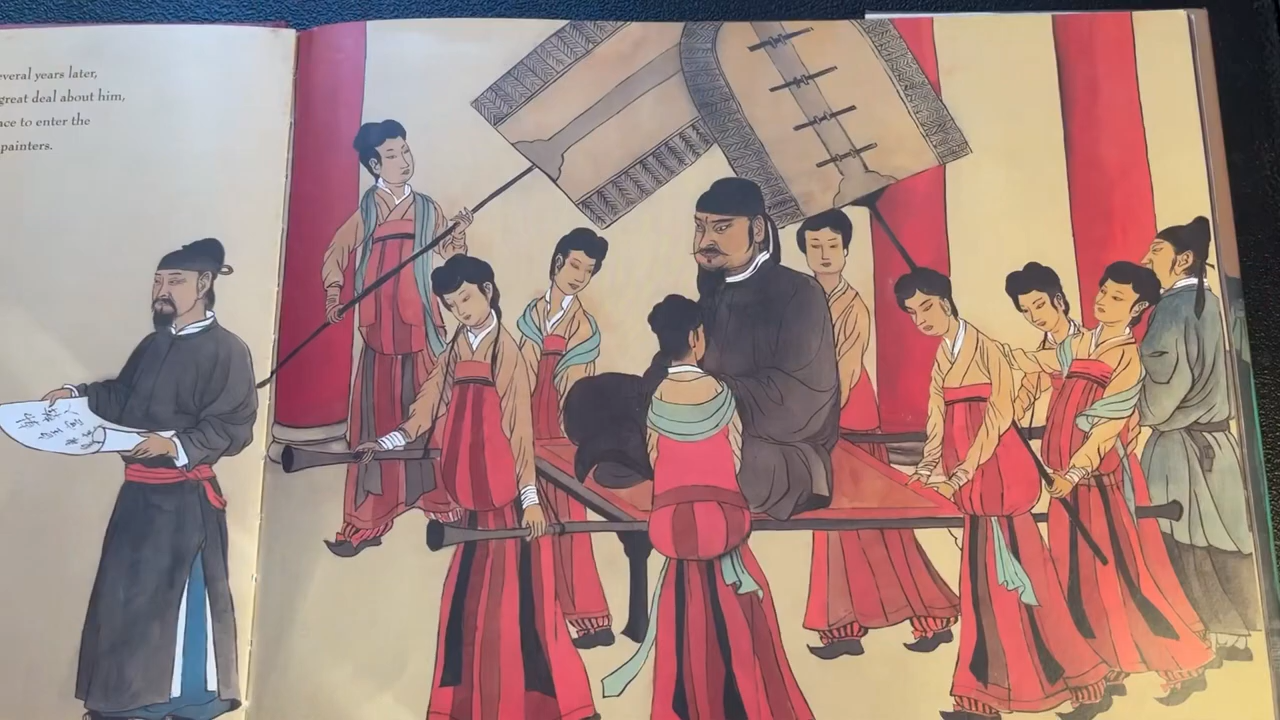 everal years later,
great deal about him,
ace to enter the
painters.